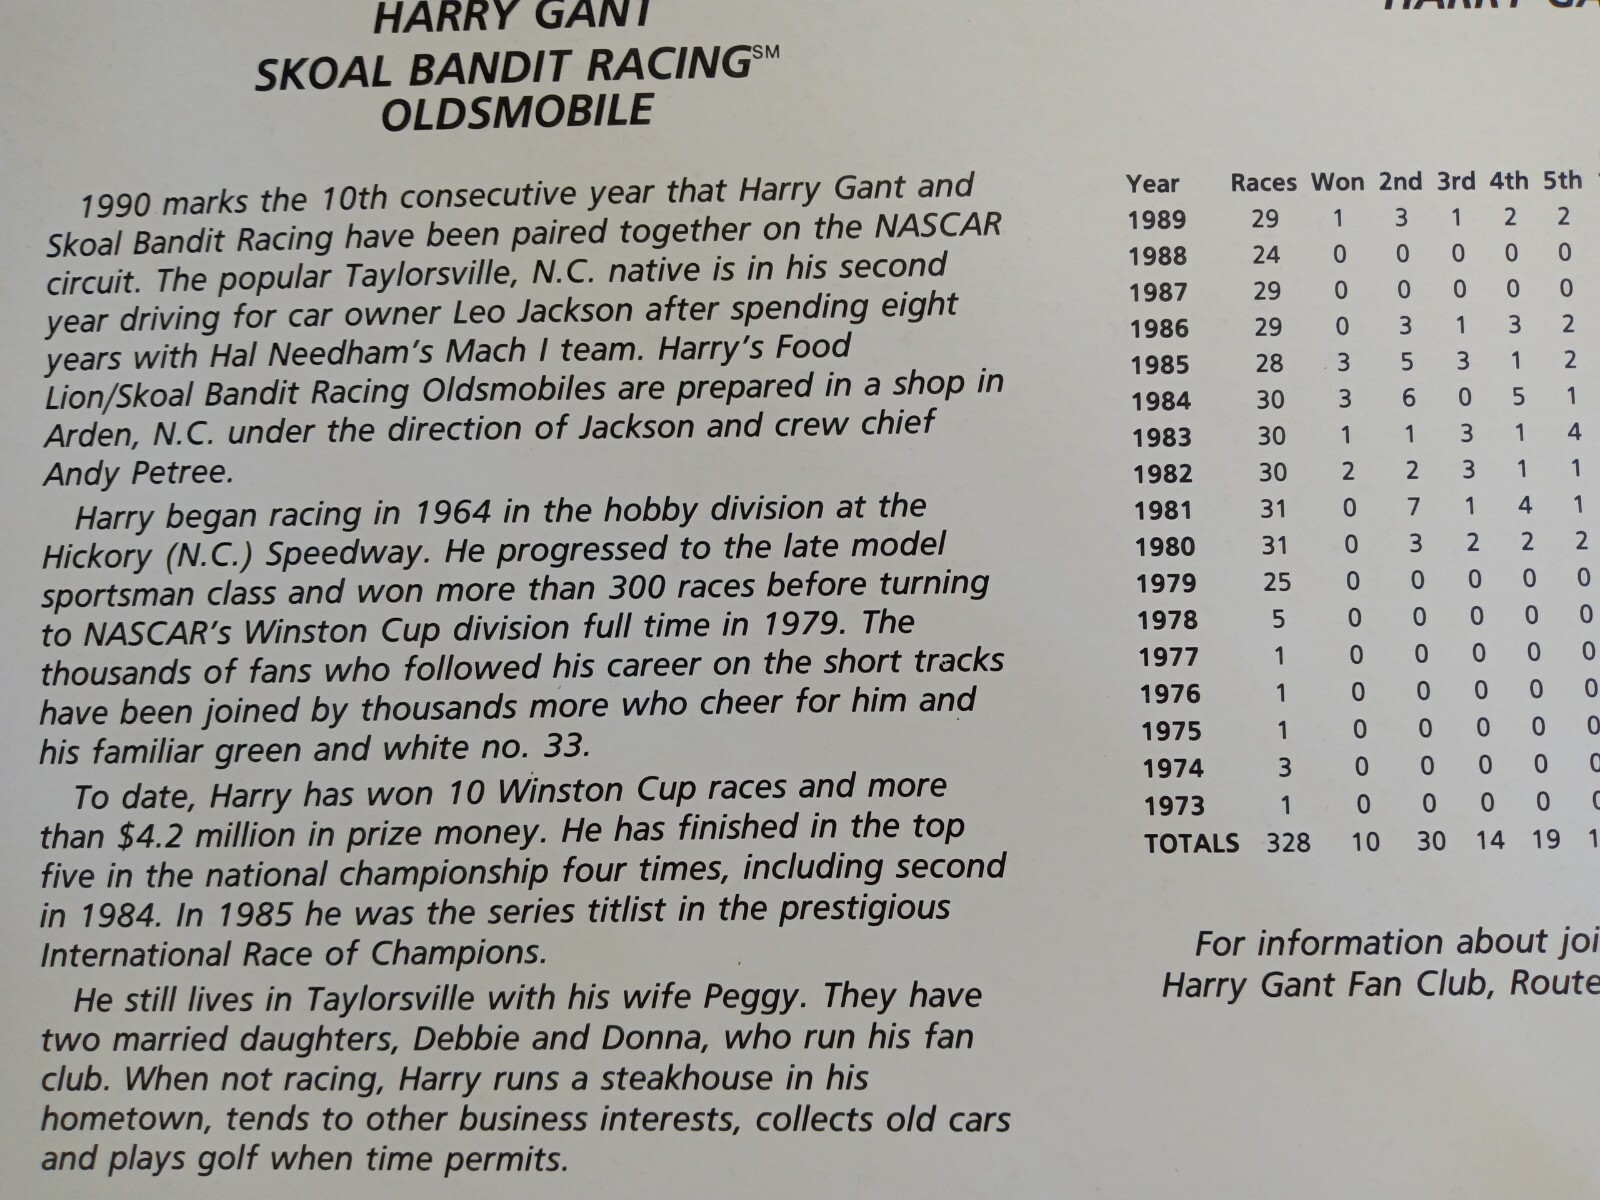 HARRY GANT
SKOAL BANDIT RACING℠
OLDSMOBILE
1990 marks the 10th consecutive year that Harry Gant and
Skoal Bandit Racing have been paired together on the NASCAR
circuit. The popular Taylorsville, N.C. native is in his second
year driving for car owner Leo Jackson after spending eight
years with Hal Needham's Mach I team. Harry's Food
Lion/Skoal Bandit Racing Oldsmobiles are prepared in a shop in
Arden, N.C. under the direction of Jackson and crew chief
Andy Petree.
Harry began racing in 1964 in the hobby division at the
Hickory (N.C.) Speedway. He progressed to the late model
sportsman class and won more than 300 races before turning
to NASCAR's Winston Cup division full time in 1979. The
thousands of fans who followed his career on the short tracks
have been joined by thousands more who cheer for him and
his familiar green and white no. 33.
To date, Harry has won 10 Winston Cup races and more
than $4.2 million in prize money. He has finished in the top
five in the national championship four times, including second
in 1984. In 1985 he was the series titlist in the prestigious
International Race of Champions.
He still lives in Taylorsville with his wife Peggy. They have
two married daughters, Debbie and Donna, who run his fan
club. When not racing, Harry runs a steakhouse in his
hometown, tends to other business interests, collects old cars
and plays golf when time permits.
HARRY
Year Races Won 2nd 3rd 4th 5th
1989 29 1 3 1 2 2
1988 24 0 0 0 0 0
1987 29 0 0 0 0 0
1986 29 0 3 1 3 2
1985 28 3 5 3 1 2
1984 30 3 6 0 5 1
1983 30 1 1 3 1 4
1982 30 2 2 3 1 1
1981 31 0 7 1 4 1
1980 31 0 3 2 2 2
1979 25 0 0 0 0 0
1978 5 0 0 0 0 0
1977 1 0 0 0 0 0
1976 1 0 0 0 0 0
1975 1 0 0 0 0 0
1974 3 0 0 0 0 0
1973 1 0 0 0 0
TOTALS 328 10 30 14 19
For information about joi
Harry Gant Fan Club, Route